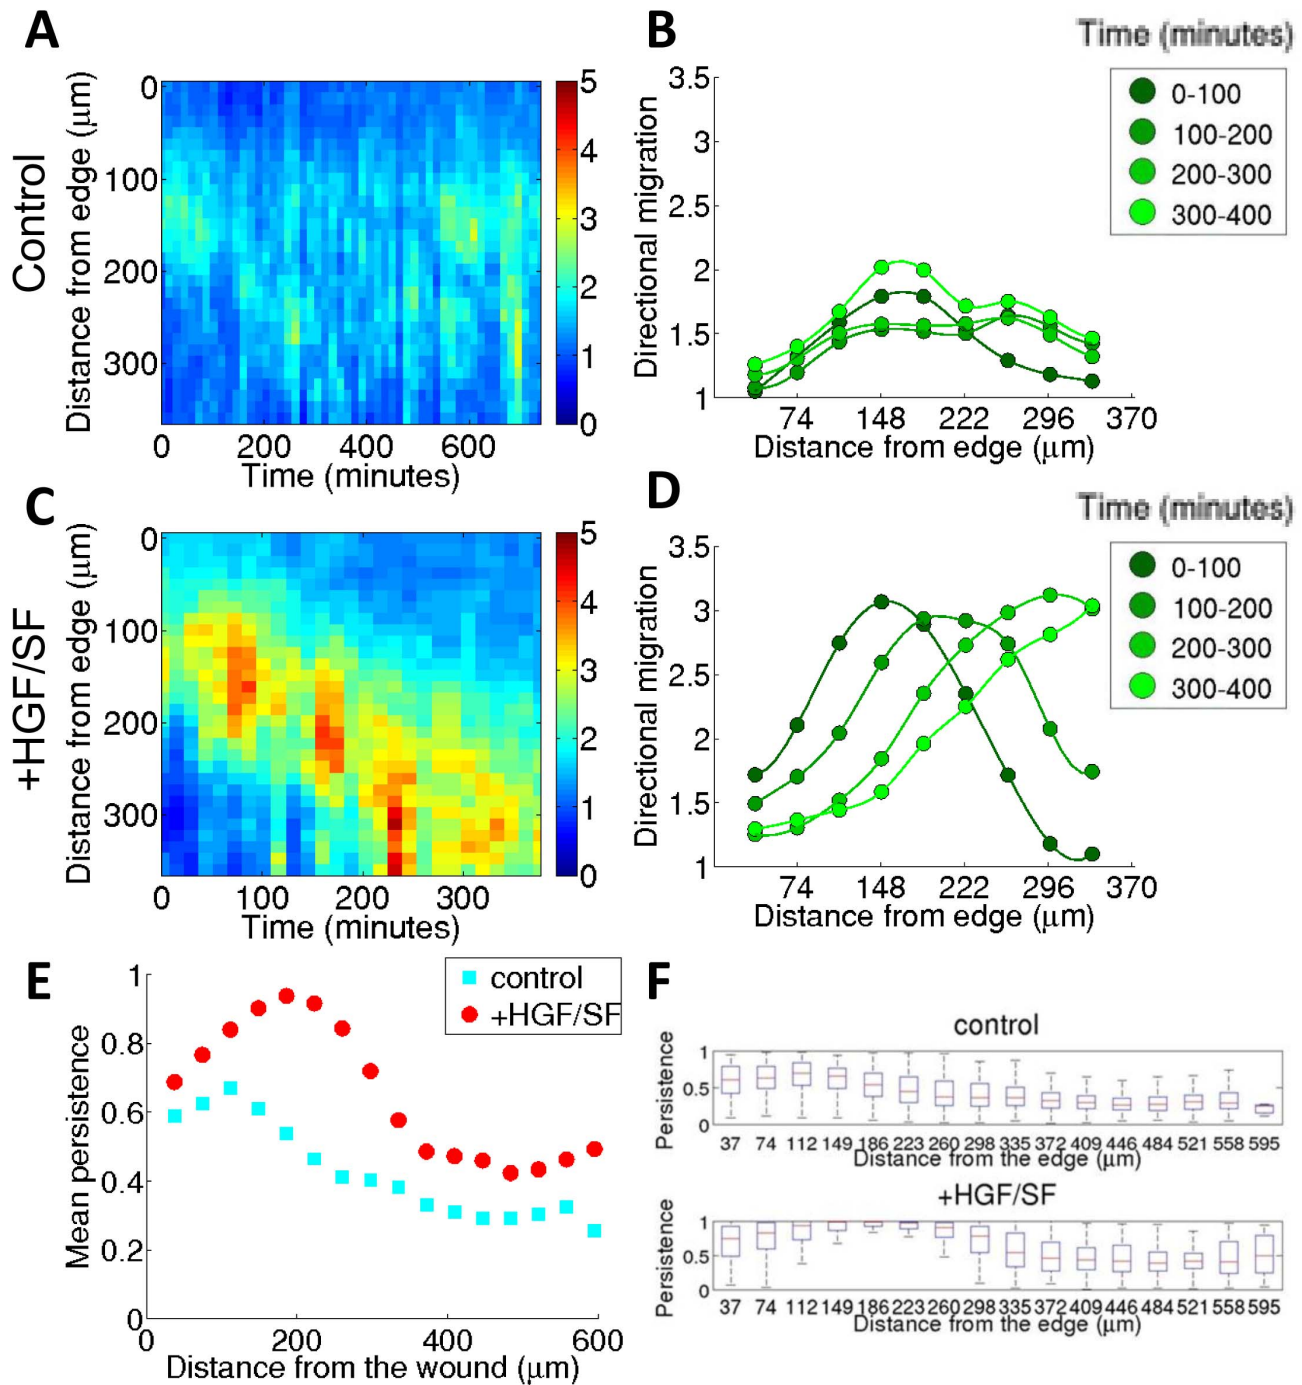 A
Control
Distance from edge (μm)
0
100
200
300
0 200 400 600
Time (minutes)
5
4
3
2
1
0
B
Time (minutes)
0-100
100-200
200-300
300-400
Directional migration
3.5
3
2.5
2
1.5
1
74 148 222 296 370
Distance from edge (μm)
C
+HGF/SF
Distance from edge (μm)
0
100
200
300
0 100 200 300
Time (minutes)
5
4
3
2
1
0
D
Time (minutes)
0-100
100-200
200-300
300-400
Directional migration
3.5
3
2.5
2
1.5
1
74 148 222 296 370
Distance from edge (μm)
E
control
+HGF/SF
Mean persistence
1
0.8
0.6
0.4
0.2
0
0 200 400 600
Distance from the wound (μm)
F
control
Persistence
1
0.5
0
37 74 112 149 186 223 260 298 335 372 409 446 484 521 558 595
Distance from the edge (μm)
+HGF/SF
Persistence
1
0.5
0
37 74 112 149 186 223 260 298 335 372 409 446 484 521 558 595
Distance from the edge (μm)